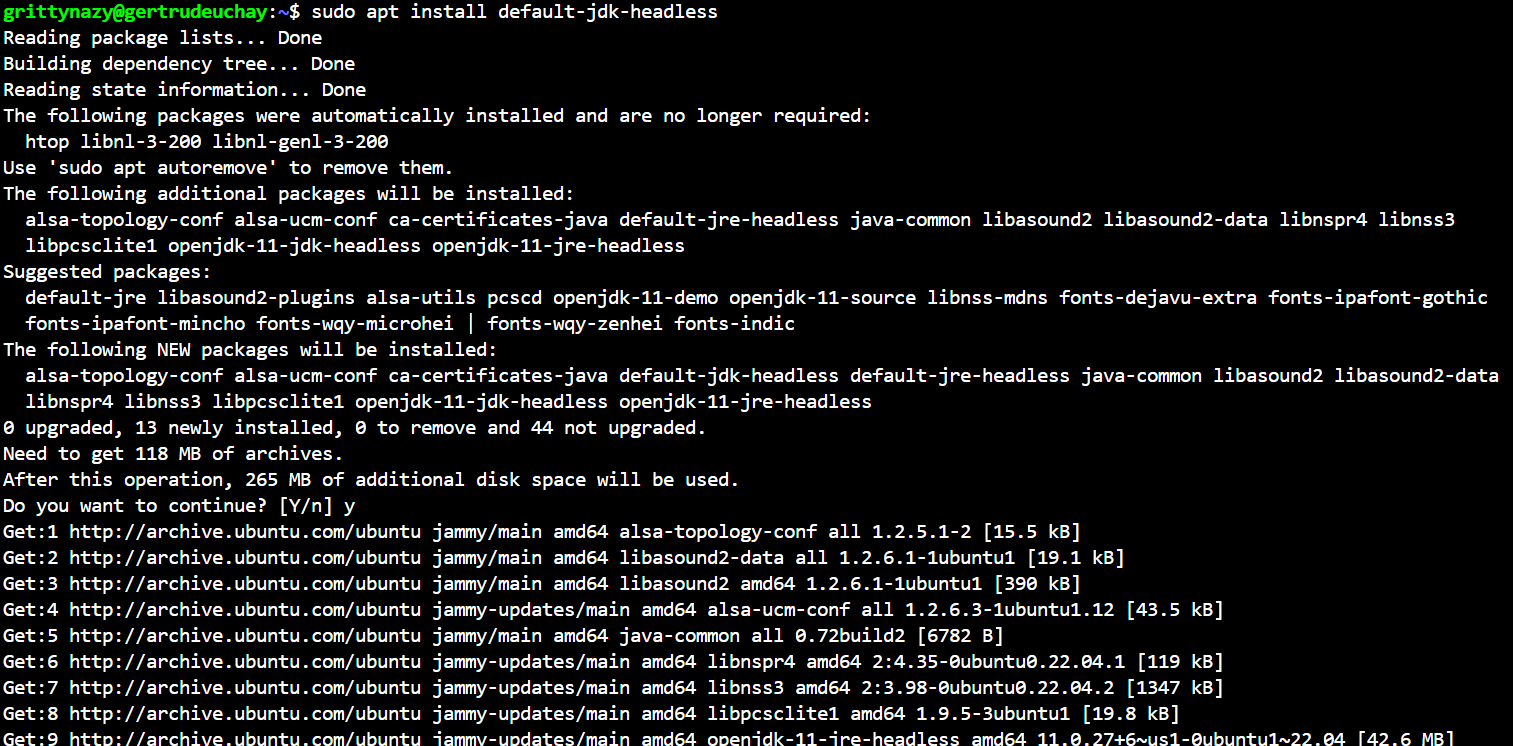 grittynazy@gertrudeuchay:~$ sudo apt install default-jdk-headless
Reading package lists... Done
Building dependency tree... Done
Reading state information... Done
The following packages were automatically installed and are no longer required:
  htop libnl-3-200 libnl-genl-3-200
Use 'sudo apt autoremove' to remove them.
The following additional packages will be installed:
  alsa-topology-conf alsa-ucm-conf ca-certificates-java default-jre-headless java-common libasound2 libasound2-data libnspr4 libnss3
  libpcsclite1 openjdk-11-jdk-headless openjdk-11-jre-headless
Suggested packages:
  default-jre libasound2-plugins alsa-utils pcscd openjdk-11-demo openjdk-11-source libnss-mdns fonts-dejavu-extra fonts-ipafont-gothic
  fonts-ipafont-mincho fonts-wqy-microhei | fonts-wqy-zenhei fonts-indic
The following NEW packages will be installed:
  alsa-topology-conf alsa-ucm-conf ca-certificates-java default-jdk-headless default-jre-headless java-common libasound2 libasound2-data
  libnspr4 libnss3 libpcsclite1 openjdk-11-jdk-headless openjdk-11-jre-headless
0 upgraded, 13 newly installed, 0 to remove and 44 not upgraded.
Need to get 118 MB of archives.
After this operation, 265 MB of additional disk space will be used.
Do you want to continue? [Y/n] y
Get:1 http://archive.ubuntu.com/ubuntu jammy/main amd64 alsa-topology-conf all 1.2.5.1-2 [15.5 kB]
Get:2 http://archive.ubuntu.com/ubuntu jammy/main amd64 libasound2-data all 1.2.6.1-1ubuntu1 [19.1 kB]
Get:3 http://archive.ubuntu.com/ubuntu jammy/main amd64 libasound2 amd64 1.2.6.1-1ubuntu1 [390 kB]
Get:4 http://archive.ubuntu.com/ubuntu jammy-updates/main amd64 alsa-ucm-conf all 1.2.6.3-1ubuntu1.12 [43.5 kB]
Get:5 http://archive.ubuntu.com/ubuntu jammy/main amd64 java-common all 0.72build2 [6782 B]
Get:6 http://archive.ubuntu.com/ubuntu jammy-updates/main amd64 libnspr4 amd64 2:4.35-0ubuntu0.22.04.1 [119 kB]
Get:7 http://archive.ubuntu.com/ubuntu jammy-updates/main amd64 libnss3 amd64 2:3.98-0ubuntu0.22.04.2 [1347 kB]
Get:8 http://archive.ubuntu.com/ubuntu jammy-updates/main amd64 libpcsclite1 amd64 1.9.5-3ubuntu1 [19.8 kB]
Get:9 http://archive.ubuntu.com/ubuntu jammy-updates/main amd64 openjdk-11-jre-headless amd64 11.0.27+6~us1-0ubuntu1~22.04 [42.6 MB]